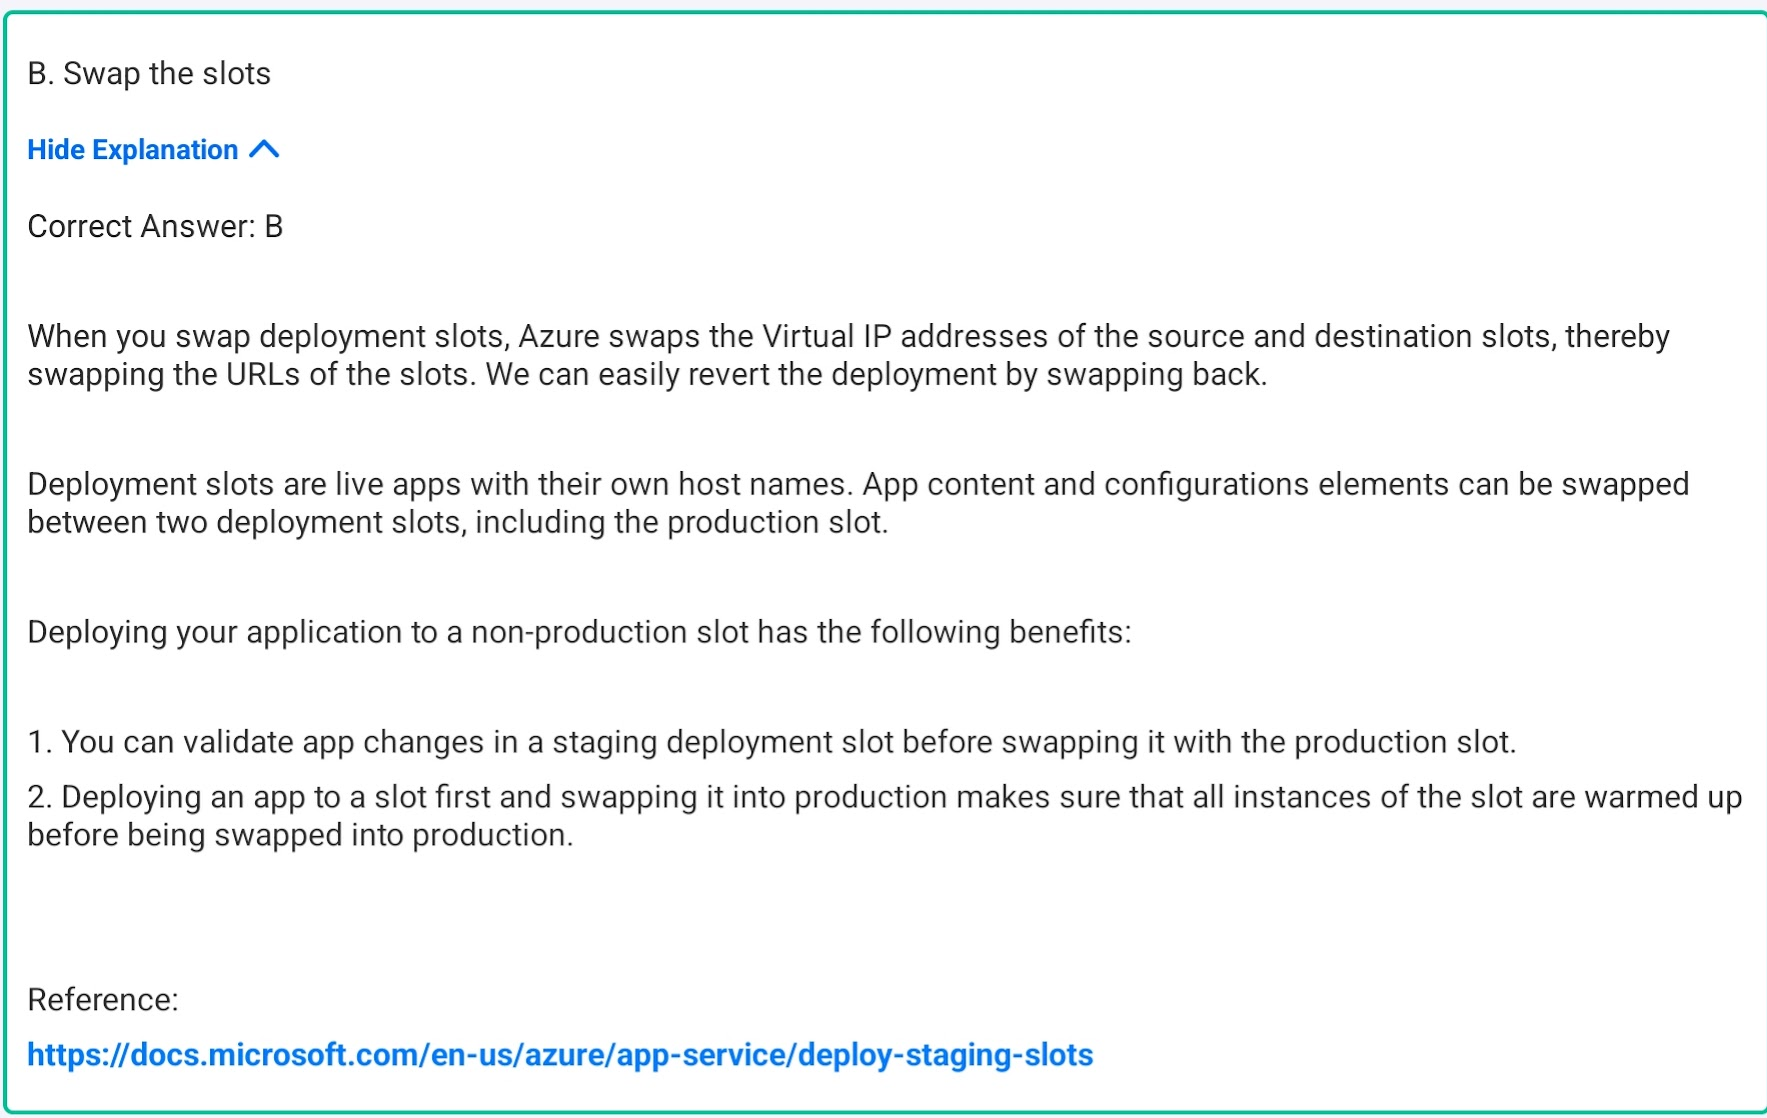 B. Swap the slots
Hide Explanation
Correct Answer: B
When you swap deployment slots, Azure swaps the Virtual IP addresses of the source and destination slots, thereby
swapping the URLs of the slots. We can easily revert the deployment by swapping back.
Deployment slots are live apps with their own host names. App content and configurations elements can be swapped
between two deployment slots, including the production slot.
Deploying your application to a non-production slot has the following benefits:
1. You can validate app changes in a staging deployment slot before swapping it with the production slot.
2. Deploying an app to a slot first and swapping it into production makes sure that all instances of the slot are warmed up
before being swapped into production.
Reference:
https://docs.microsoft.com/en-us/azure/app-service/deploy-staging-slots